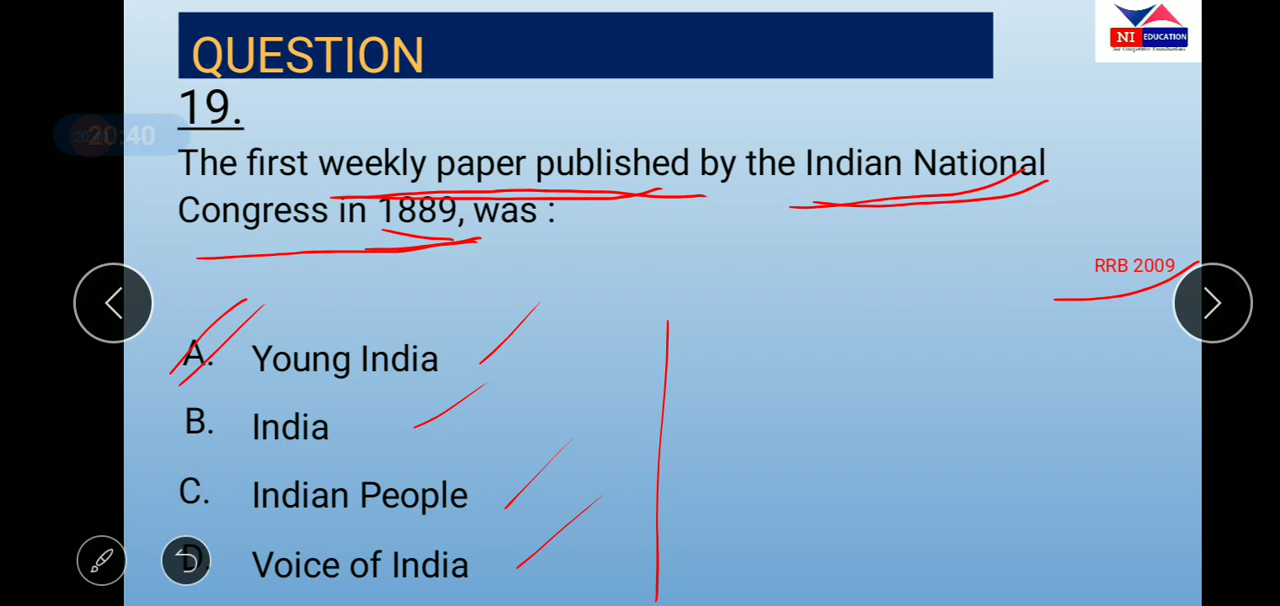 QUESTION
NI EDUCATION
19.
20:40
The first weekly paper published by the Indian National
Congress in 1889, was :
RRB 2009
A. Young India
B. India
C. Indian People
D. Voice of India